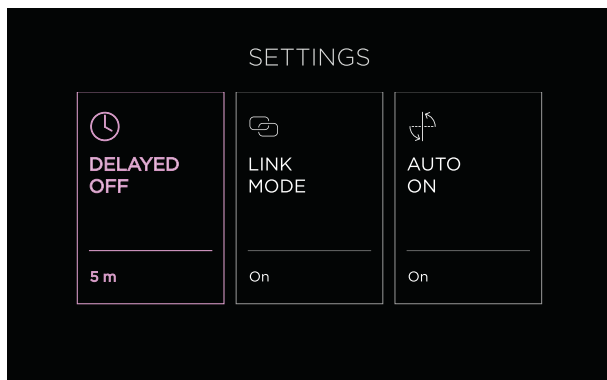 SETTINGS
DELAYED
OFF
5 m
LINK
MODE
On
AUTO
ON
On